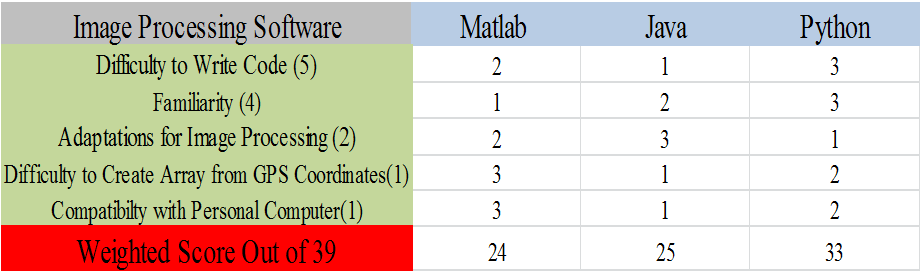 Image Processing Software Matlab Java Python
Difficulty to Write Code (5) 2 1 3
Familiarity (4) 1 2 3
Adaptations for Image Processing (2) 2 3 1
Difficulty to Create Array from GPS Coordinates(1) 3 1 2
Compatibilty with Personal Computer(1) 3 1 2
Weighted Score Out of 39 24 25 33